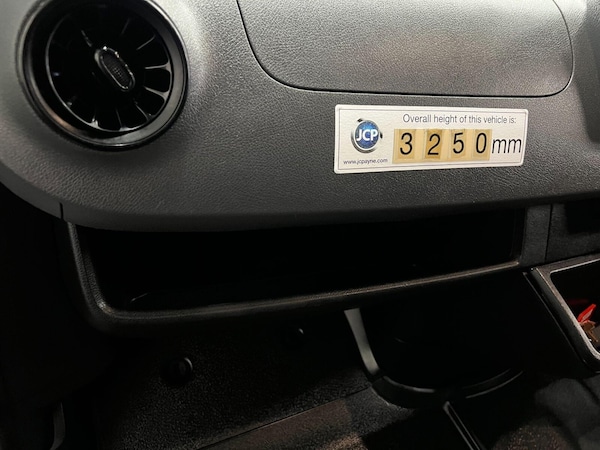 Overall height of this vehicle is:
JCP
3250mm
www.jcpayne.com